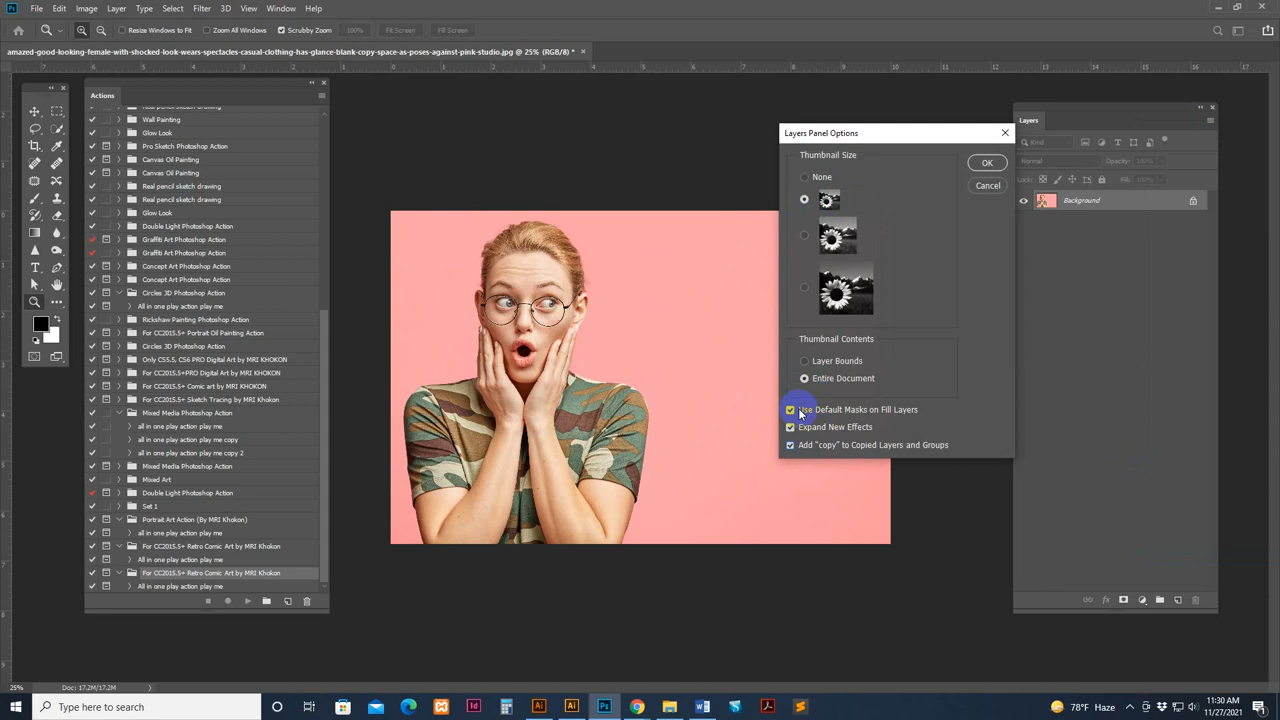 File Edit Image Layer Type Select Filter 3D View Window Help
Resize Windows to Fit Zoom All Windows Scrubby Zoom 100% Fit Screen Fill Screen
amazed-good-looking-female-with-shocked-look-wears-spectacles-casual-clothing-has-glance-blank-copy-space-as-poses-against-pink-studio.jpg @ 25% (RGB/8) *
Actions
Real pencil sketch drawing
Wall Painting
Glow Look
Pro Sketch Photoshop Action
Canvas Oil Painting
Canvas Oil Painting
Real pencil sketch drawing
Real pencil sketch drawing
Glow Look
Double Light Photoshop Action
Graffiti Art Photoshop Action
Graffiti Art Photoshop Action
Concept Art Photoshop Action
Concept Art Photoshop Action
Circles 3D Photoshop Action
All in one play action play me
Rickshaw Painting Photoshop Action
For CC2015.5+ Portrait Oil Painting Action
Circles 3D Photoshop Action
Only CS5.5, CS6 PRO Digital Art by MRI KHOKON
For CC2015.5+PRO Digital Art by MRI KHOKON
For CC2015.5+ Comic art by MRI KHOKON
For CC2015.5+ Sketch Tracing by MRI KHOKON
Mixed Media Photoshop Action
all in one play action play me
all in one play action play me copy
all in one play action play me copy 2
Mixed Media Photoshop Action
Mixed Art
Double Light Photoshop Action
Set 1
Portrait Art Action (By MRI Khokon)
all in one play action play me
For CC2015.5+ Retro Comic Art by MRI Khokon
All in one play action play me
For CC2015.5+ Retro Comic Art by MRI Khokon
All in one play action play me
Layers Panel Options
Thumbnail Size
OK
None
Cancel
Thumbnail Contents
Layer Bounds
Entire Document
Use Default Masks on Fill Layers
Expand New Effects
Add "copy" to Copied Layers and Groups
Layers
Kind
Normal Opacity: 100%
Lock: Fill: 100%
Background
25% Doc: 17.2M/17.2M
Type here to search
78°F Haze
11:30 AM
11/27/2021